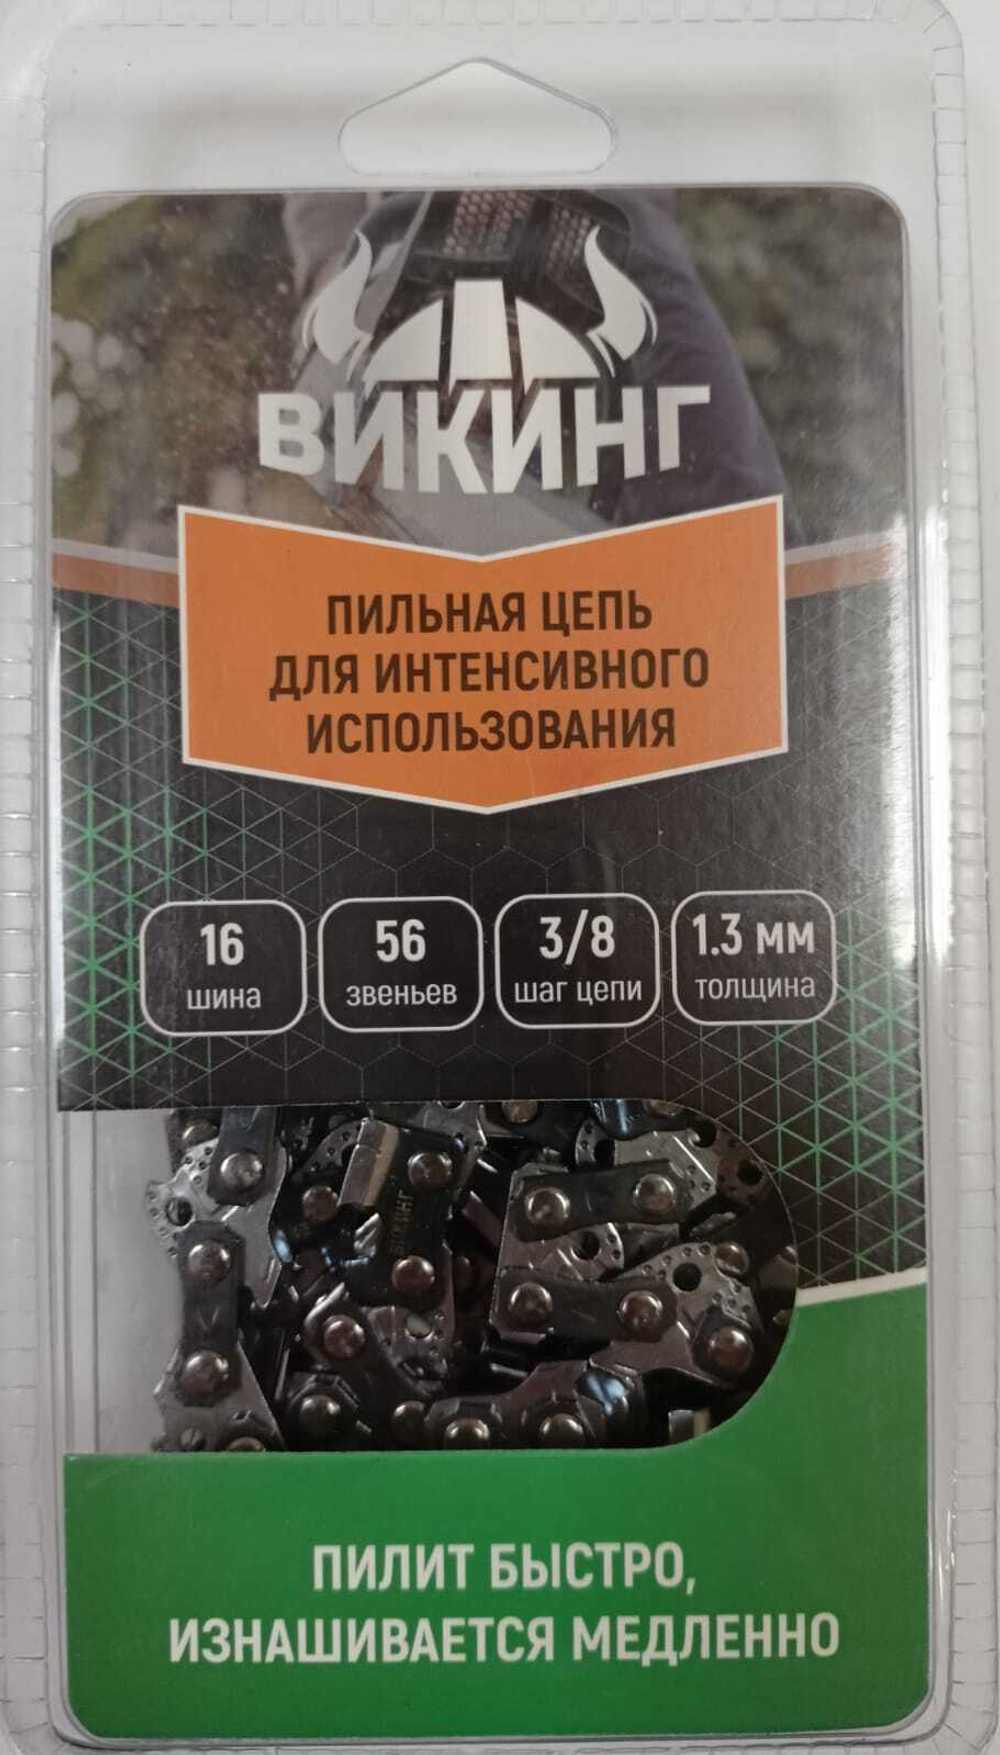 ВИКИНГ
ПИЛЬНАЯ ЦЕПЬ
ДЛЯ ИНТЕНСИВНОГО
ИСПОЛЬЗОВАНИЯ
16
шина
56
звеньев
3/8
шаг цепи
1.3 мм
толщина
ВИКИНГ
ПИЛИТ БЫСТРО,
ИЗНАШИВАЕТСЯ МЕДЛЕННО